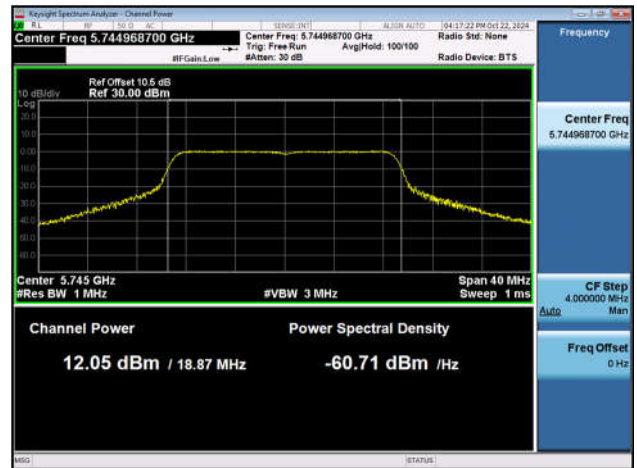 Keysight Spectrum Analyzer - Channel Power
RL RF 50 Ω AC SENSE:INT ALIGN AUTO 04:17:22 PM Oct 22, 2024
Center Freq 5.744968700 GHz
Center Freq: 5.744968700 GHz
Radio Std: None
Trig: Free Run Avg|Hold: 100/100
#IFGain:Low #Atten: 30 dB Radio Device: BTS
Ref Offset 10.5 dB
10 dB/div Ref 30.00 dBm
Log
20.0
10.0
0.00
-10.0
-20.0
-30.0
-40.0
-50.0
-60.0
Center 5.745 GHz Span 40 MHz
#Res BW 1 MHz #VBW 3 MHz Sweep 1 ms
Channel Power Power Spectral Density
12.05 dBm / 18.87 MHz -60.71 dBm /Hz
MSG STATUS
Frequency
Center Freq
5.744968700 GHz
CF Step
4.000000 MHz
Auto Man
Freq Offset
0 Hz